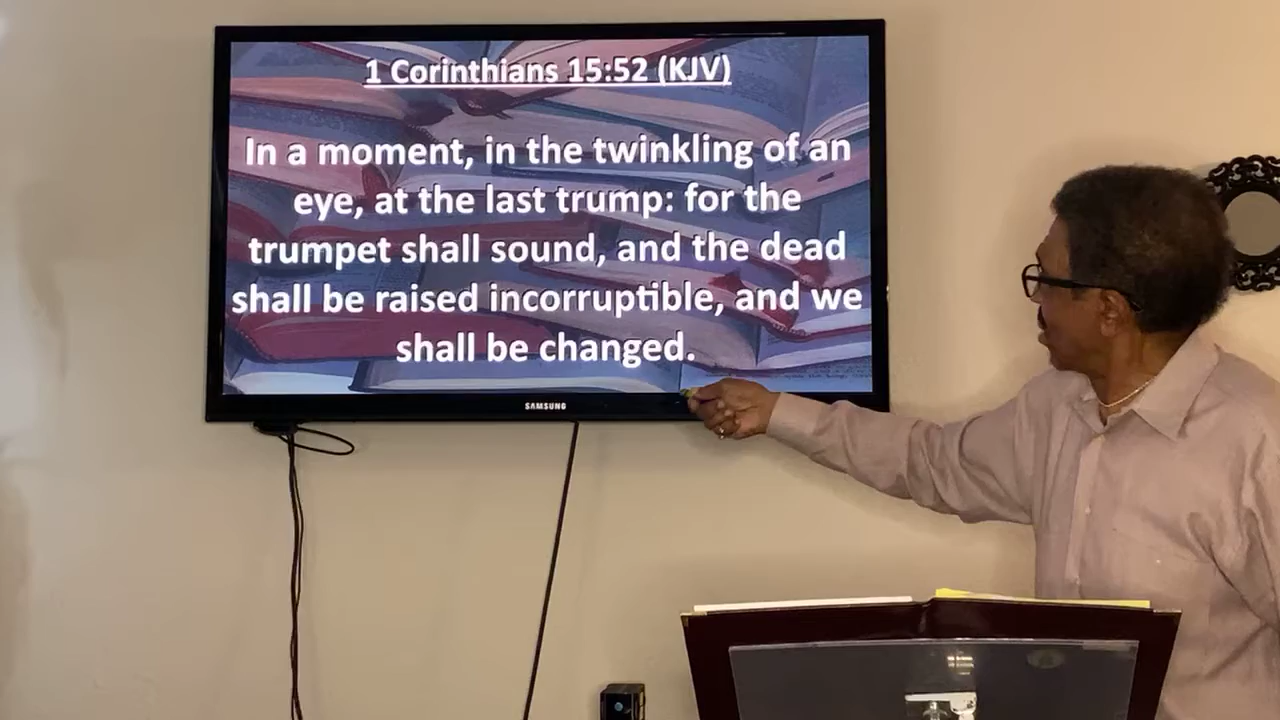 1 Corinthians 15:52 (KJV)
In a moment, in the twinkling of an
eye, at the last trump: for the
trumpet shall sound, and the dead
shall be raised incorruptible, and we
shall be changed.
SAMSUNG